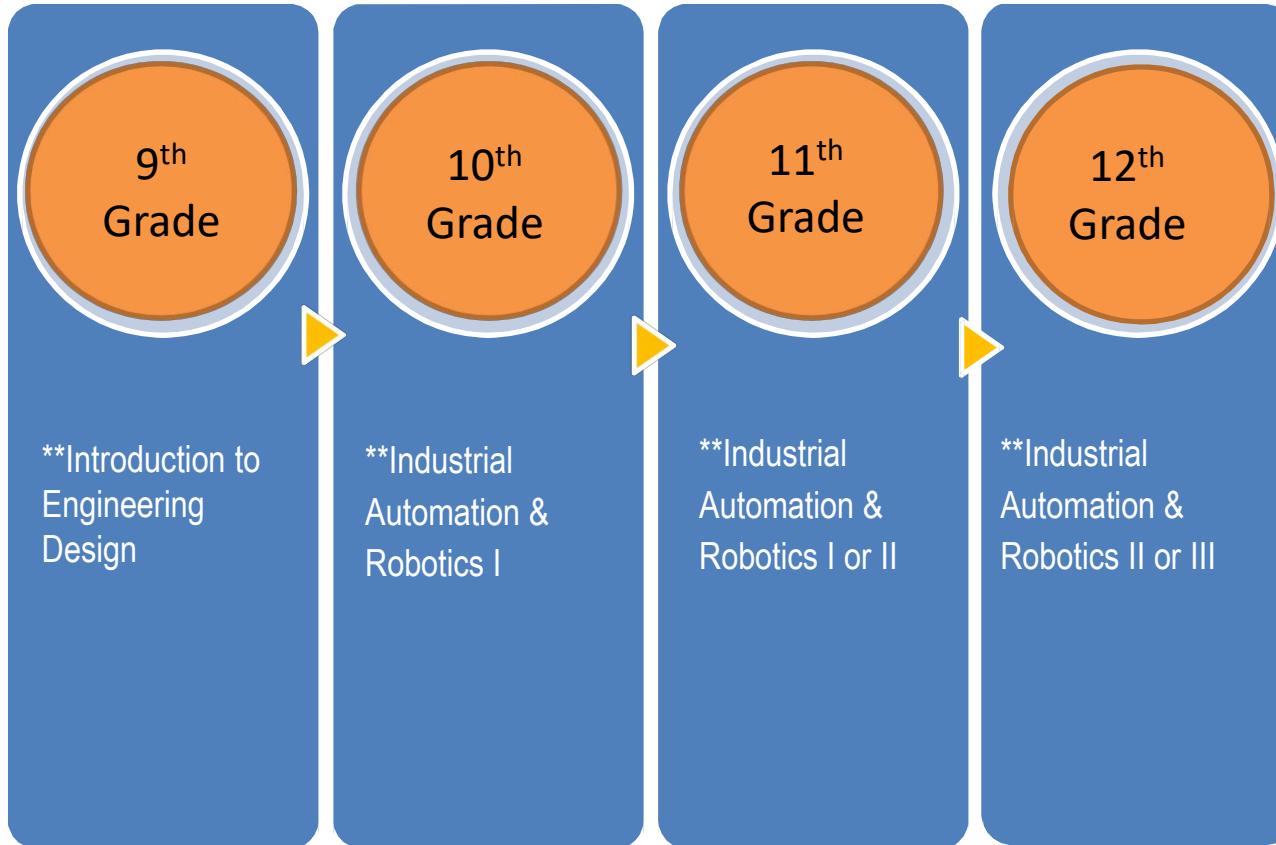 9th
Grade
**Introduction to
Engineering
Design
10th
Grade
**Industrial
Automation &
Robotics I
11th
Grade
**Industrial
Automation &
Robotics I or II
12th
Grade
**Industrial
Automation &
Robotics II or III